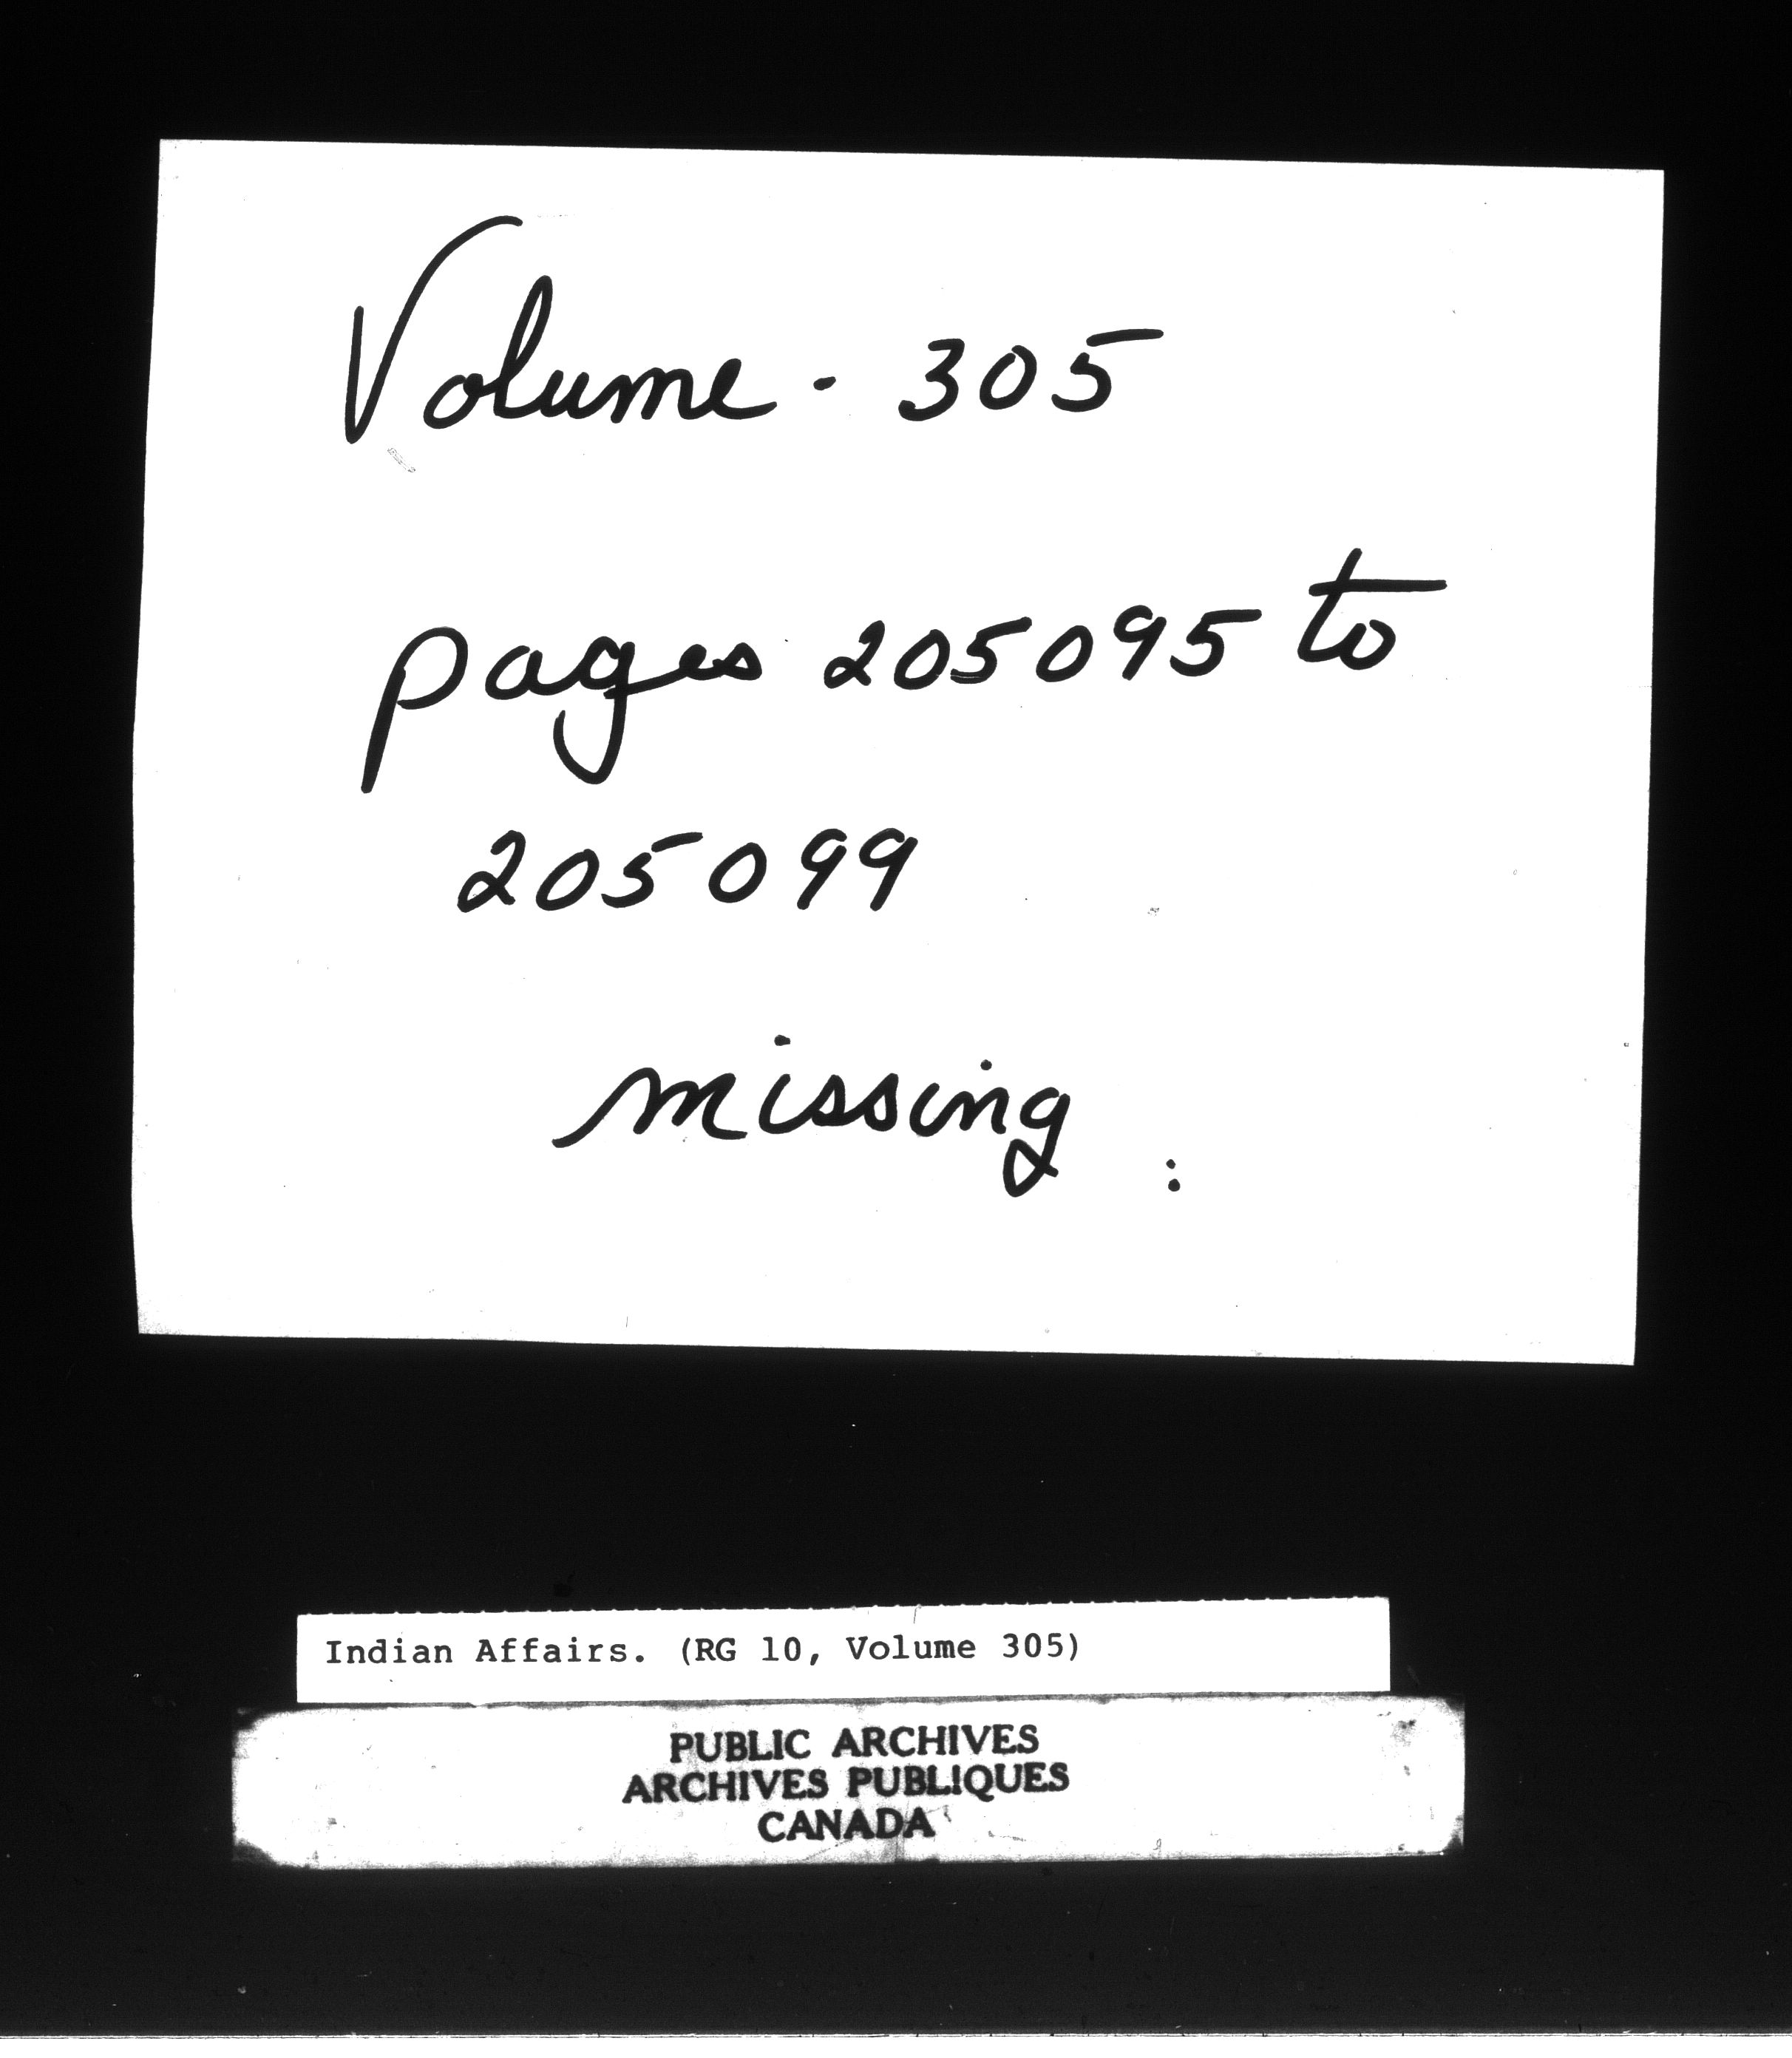 Volume - 305
pages 205095 to
205099
missing :
Indian Affairs. (RG 10, Volume 305)
PUBLIC ARCHIVES
ARCHIVES PUBLIQUES
CANADA